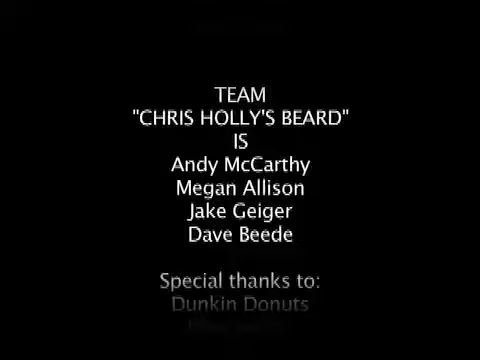 TEAM
"CHRIS HOLLY'S BEARD"
IS
Andy McCarthy
Megan Allison
Jake Geiger
Dave Beede
Special thanks to:
Dunkin Donuts